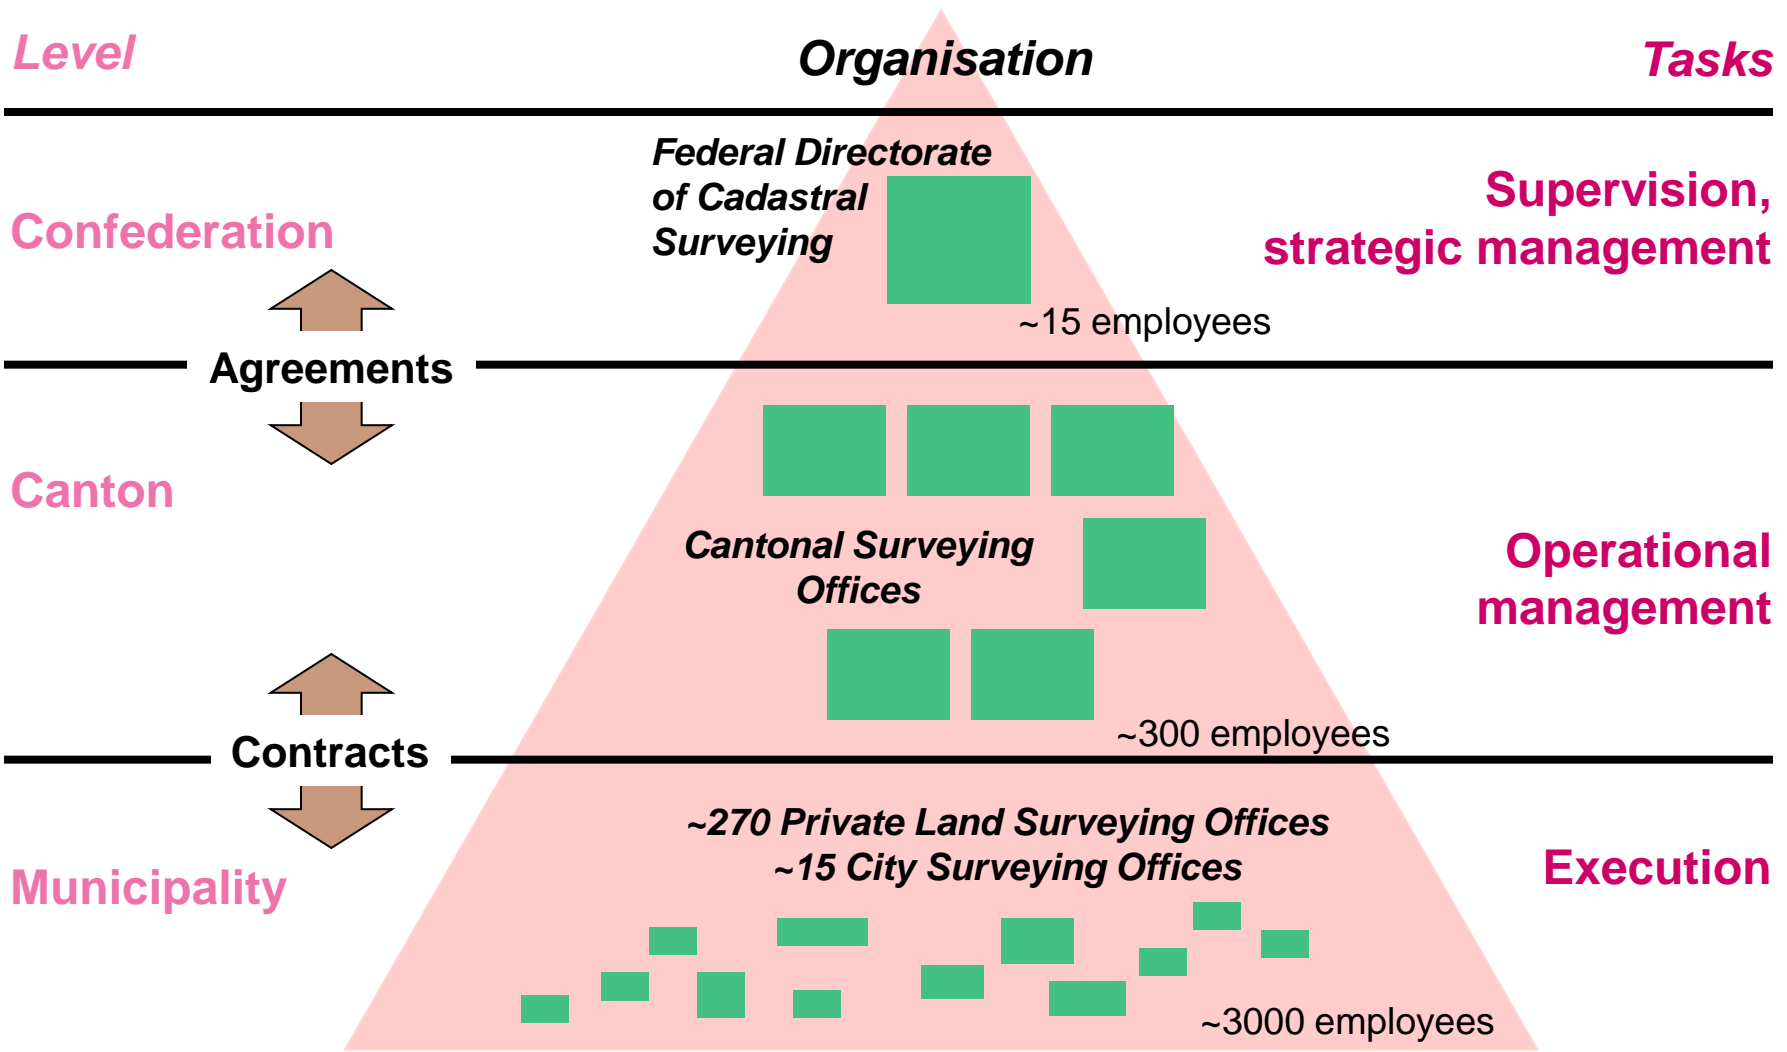 Level
Organisation
Tasks
Federal Directorate
of Cadastral
Surveying
Confederation
Supervision,
strategic management
~15 employees
Agreements
Canton
Cantonal Surveying
Offices
Operational
management
~300 employees
Contracts
~270 Private Land Surveying Offices
~15 City Surveying Offices
Municipality
Execution
~3000 employees